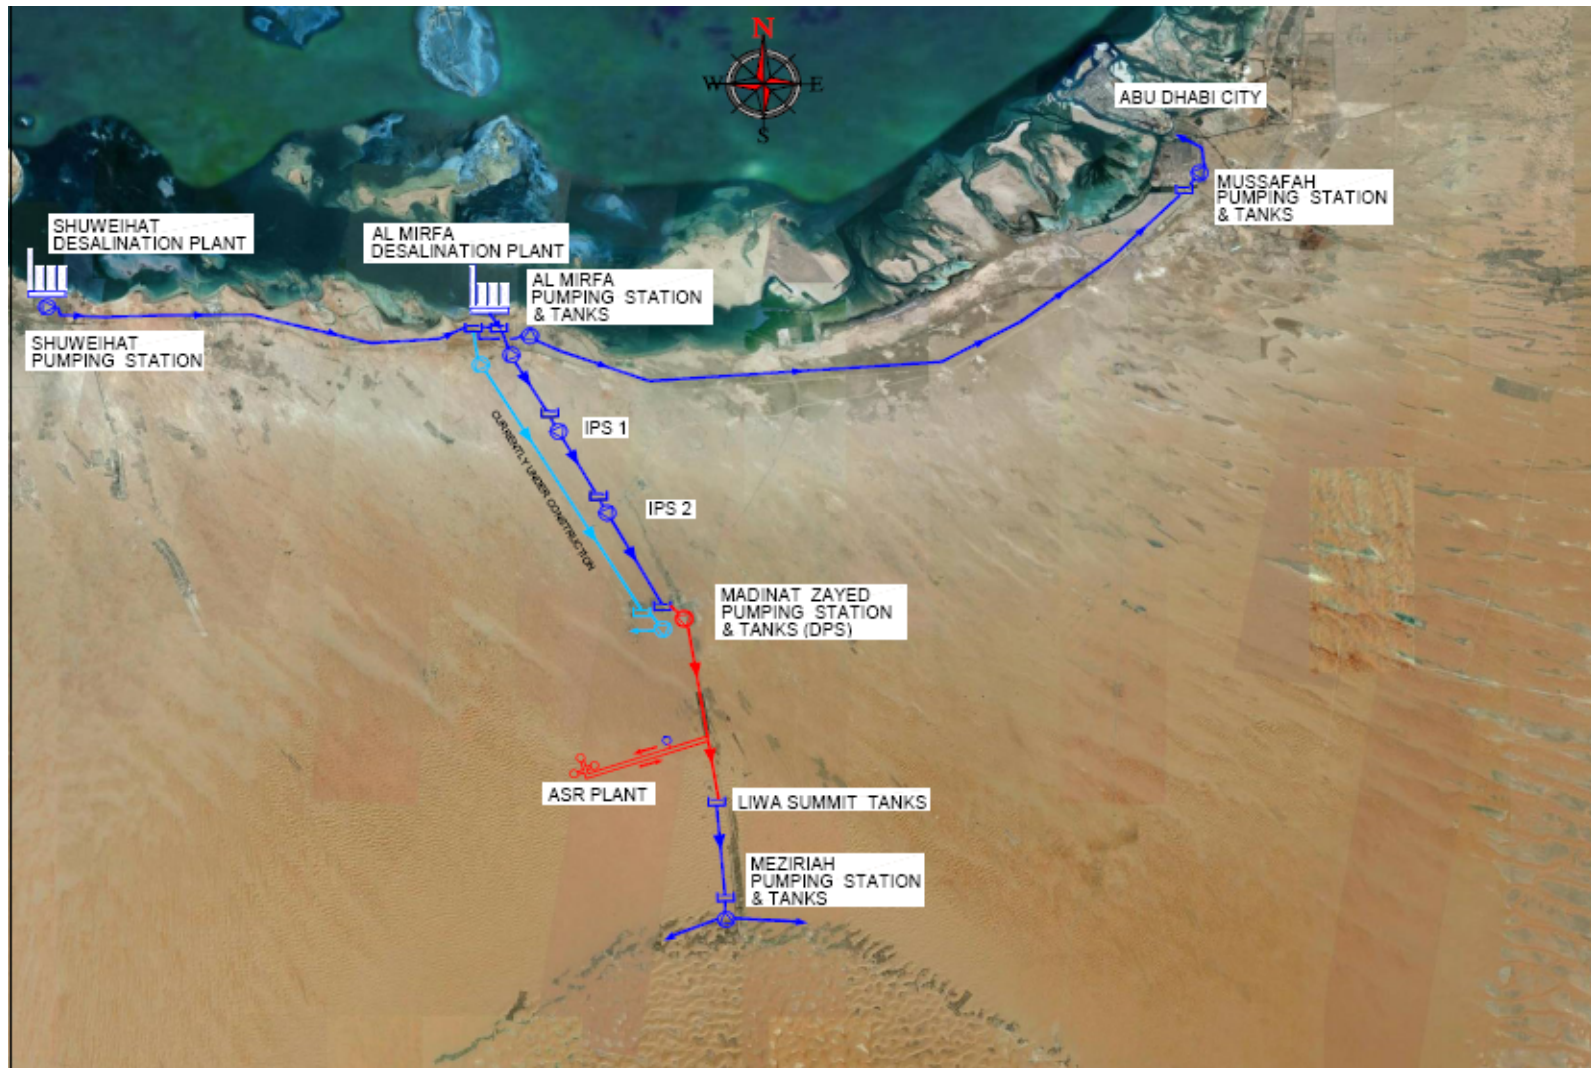 N
W
E
S
ABU DHABI CITY
MUSSAFAH
PUMPING STATION
& TANKS
SHUWEIHAT
DESALINATION PLANT
AL MIRFA
DESALINATION PLANT
AL MIRFA
PUMPING STATION
& TANKS
SHUWEIHAT
PUMPING STATION
IPS 1
CURRENTLY UNDER CONSTRUCTION
IPS 2
MADINAT ZAYED
PUMPING STATION
& TANKS (DPS)
ASR PLANT
LIWA SUMMIT TANKS
MEZIRIAH
PUMPING STATION
& TANKS